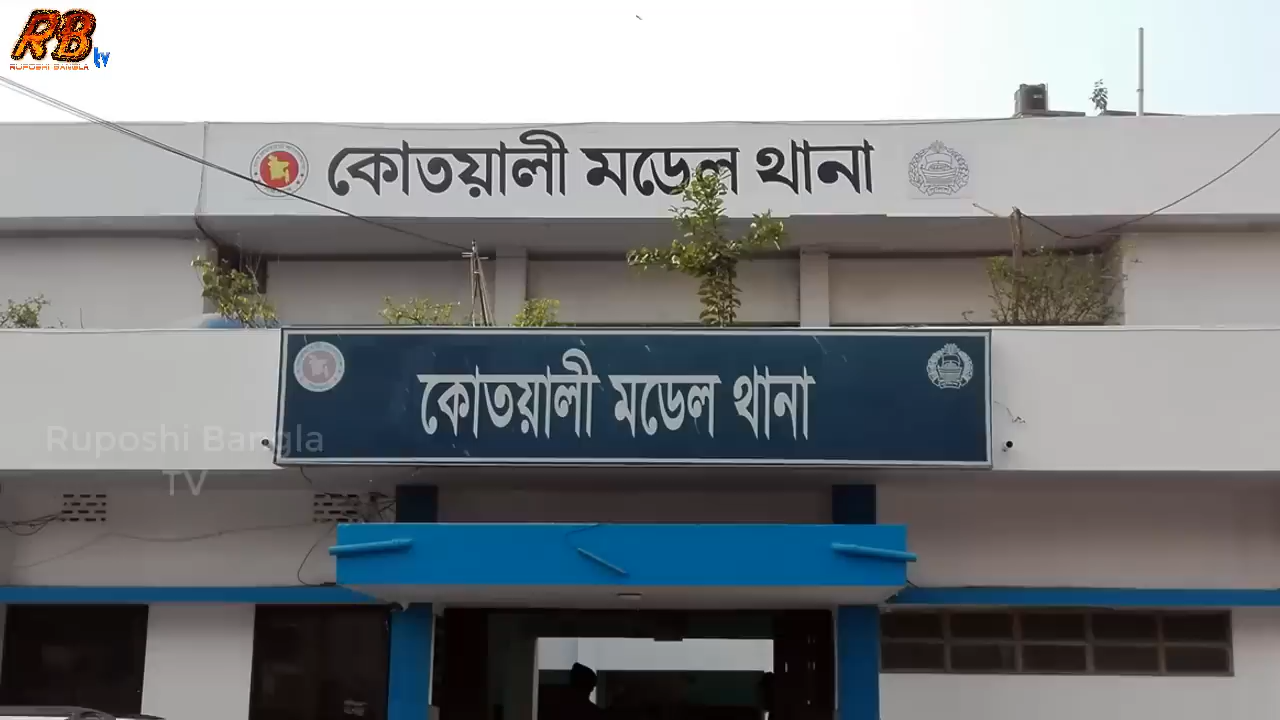 RB tv
RUPOSHI BANGLA
কোতয়ালী মডেল থানা
কোতয়ালী মডেল থানা
Ruposhi Bangla
TV